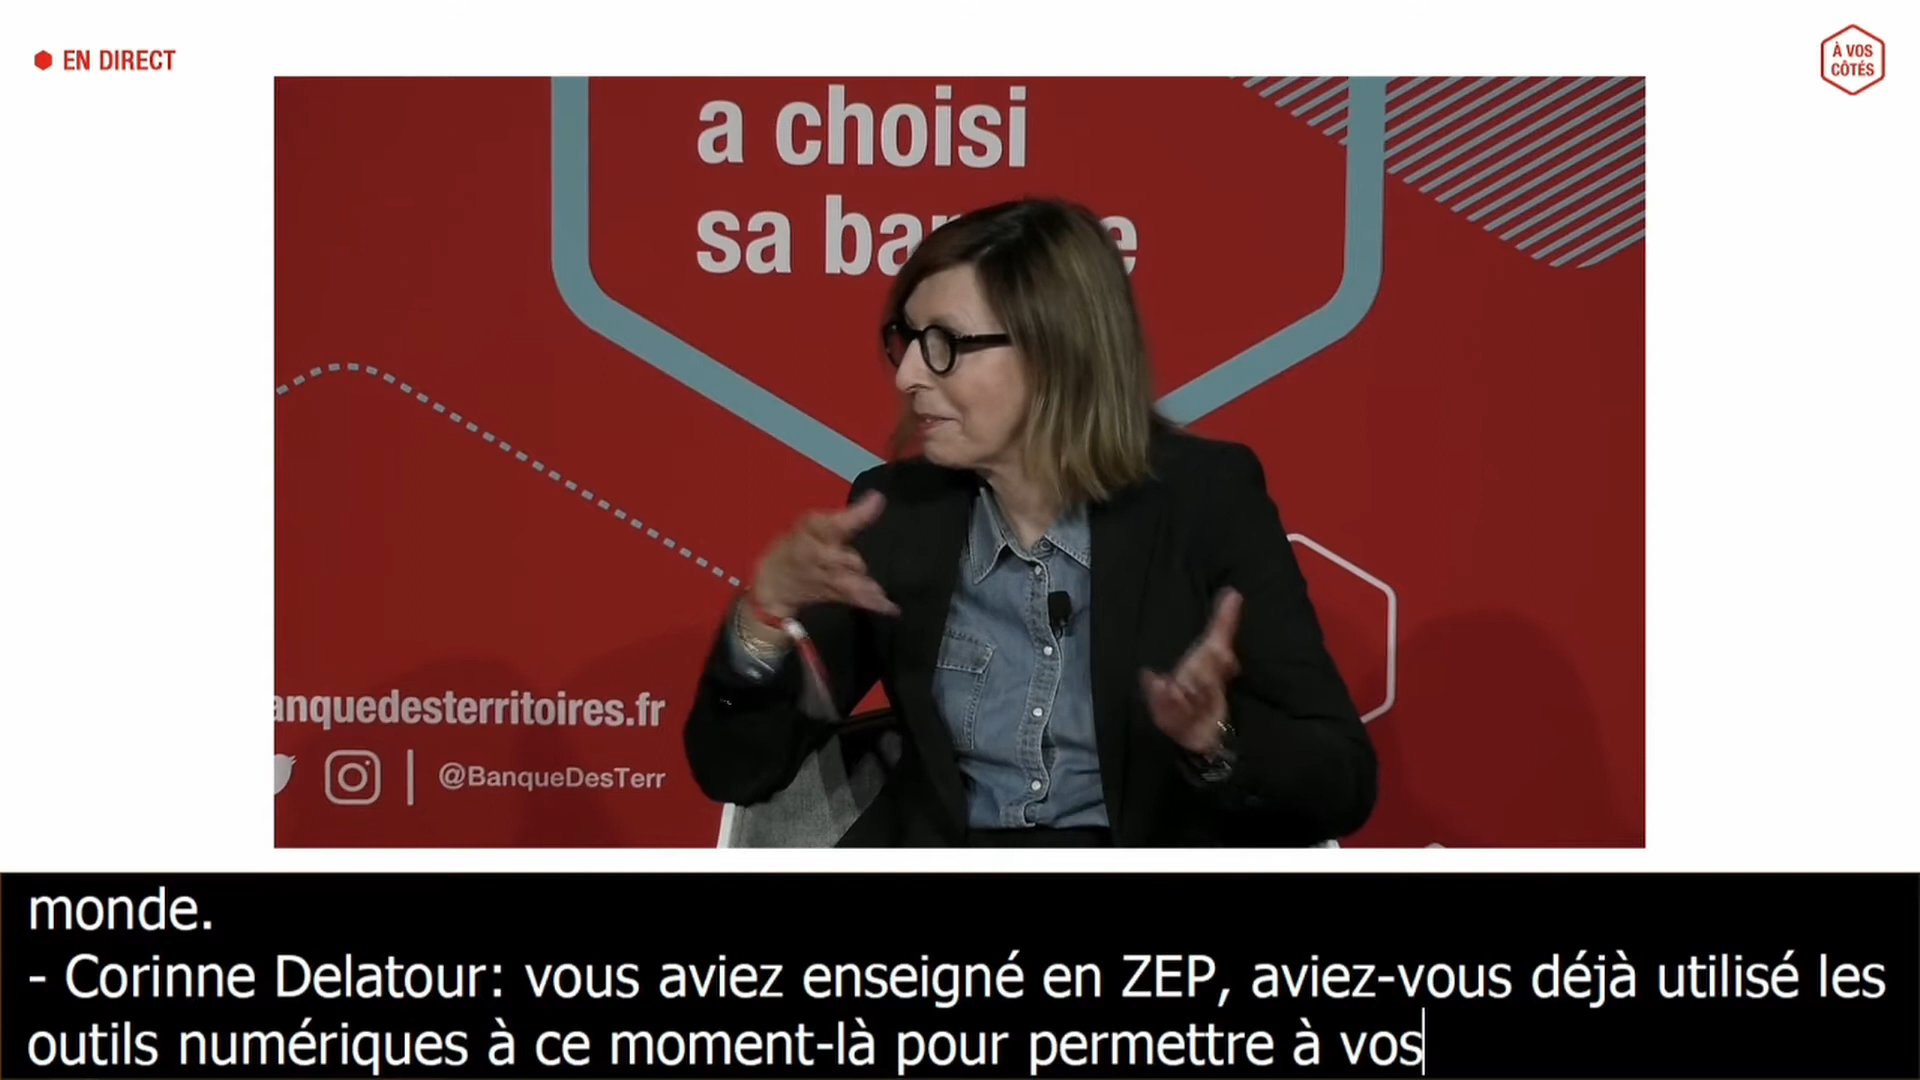 EN DIRECT
À VOS
CÔTÉS
a choisi
sa
anquedesterritoires.fr
@BanqueDesTerr
monde.
- Corinne Delatour: vous aviez enseigné en ZEP, aviez-vous déjà utilisé les
outils numériques à ce moment-là pour permettre à vos